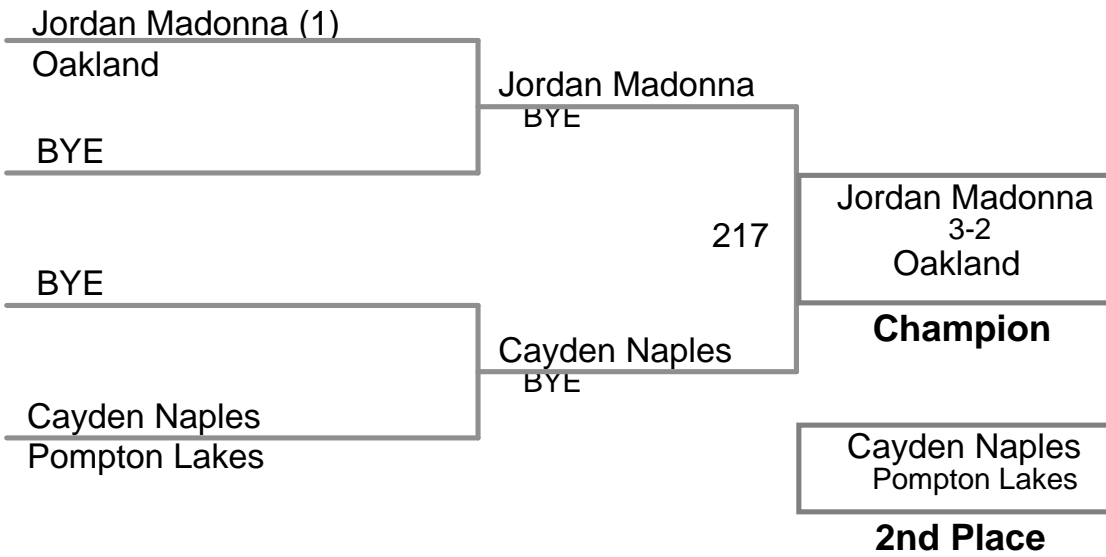 Jordan Madonna (1)
Oakland
BYE
BYE
Cayden Naples
Pompton Lakes
Jordan Madonna
BYE
217
Cayden Naples
BYE
Jordan Madonna
3-2
Oakland
Champion
Cayden Naples
Pompton Lakes
2nd Place